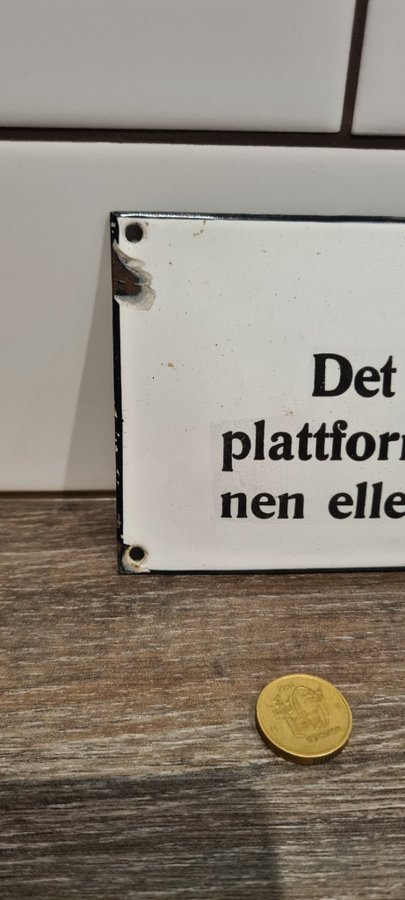 Det
plattforr
nen elle